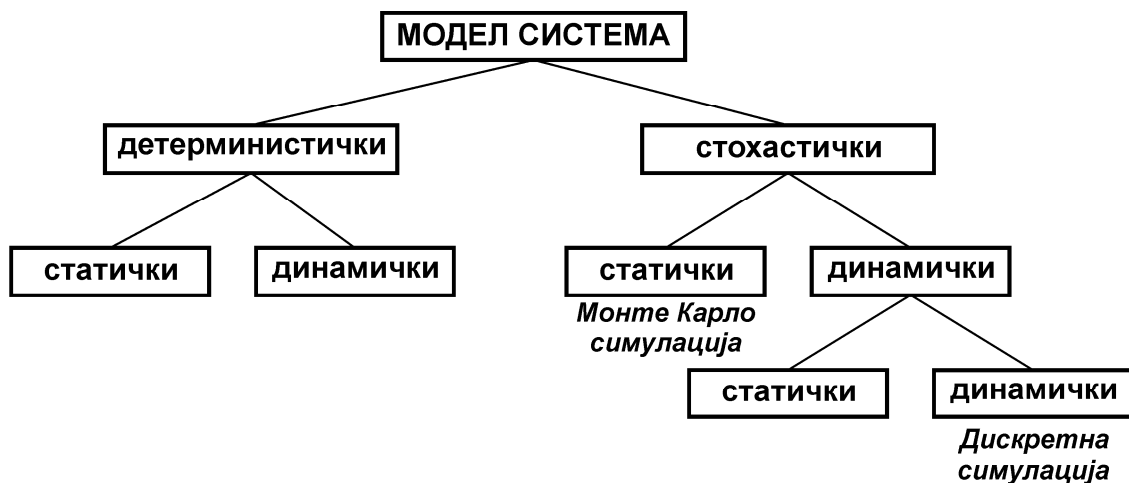 МОДЕЛ СИСТЕМА
детерминистички
стохастички
статички
динамички
статички
динамички
Монте Карло
симулација
статички
динамички
Дискретна
симулација